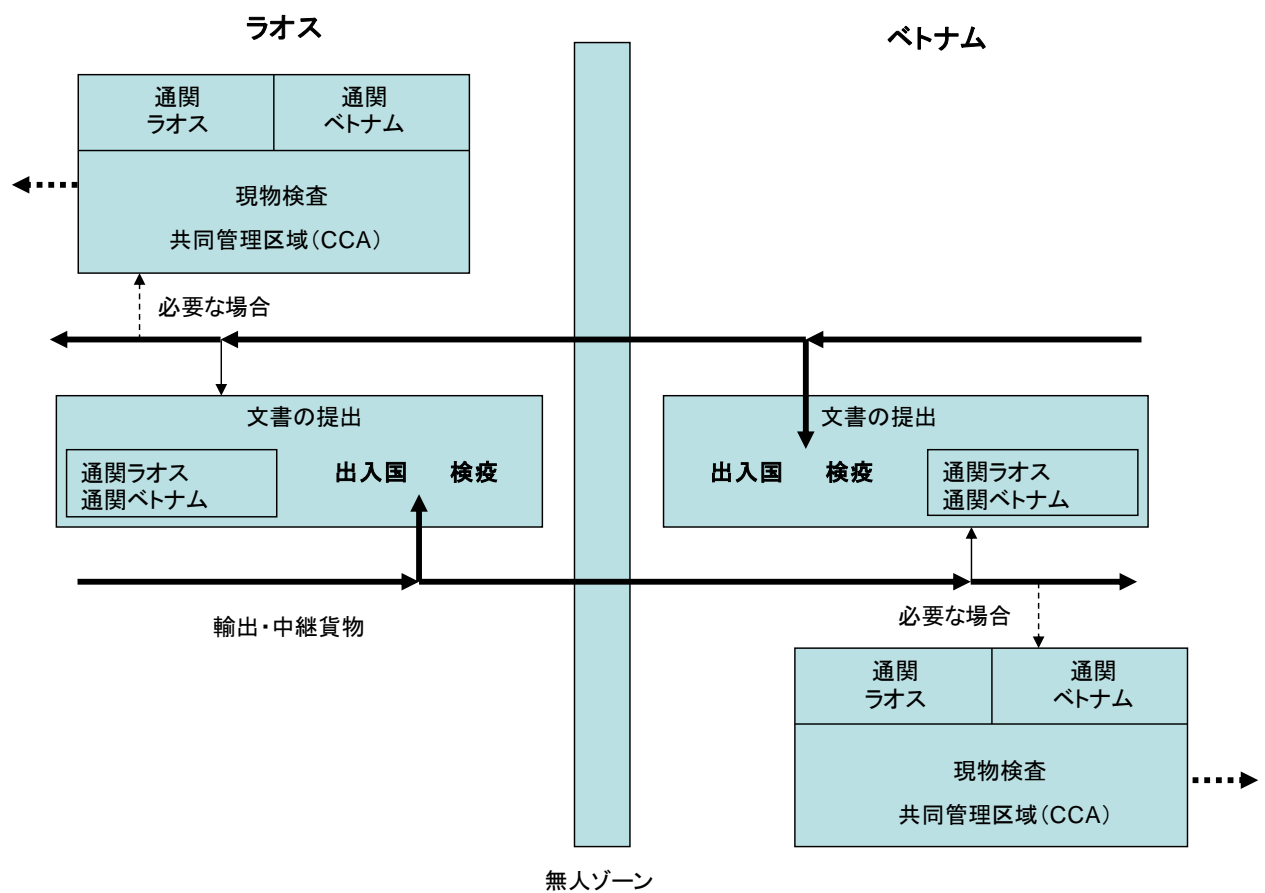 ラオス
ベトナム
通関
ラオス
通関
ベトナム
現物検査
共同管理区域(CCA)
必要な場合
文書の提出
通関ラオス
通関ベトナム
出入国
検疫
文書の提出
出入国
検疫
通関ラオス
通関ベトナム
輸出・中継貨物
必要な場合
通関
ラオス
通関
ベトナム
現物検査
共同管理区域(CCA)
無人ゾーン